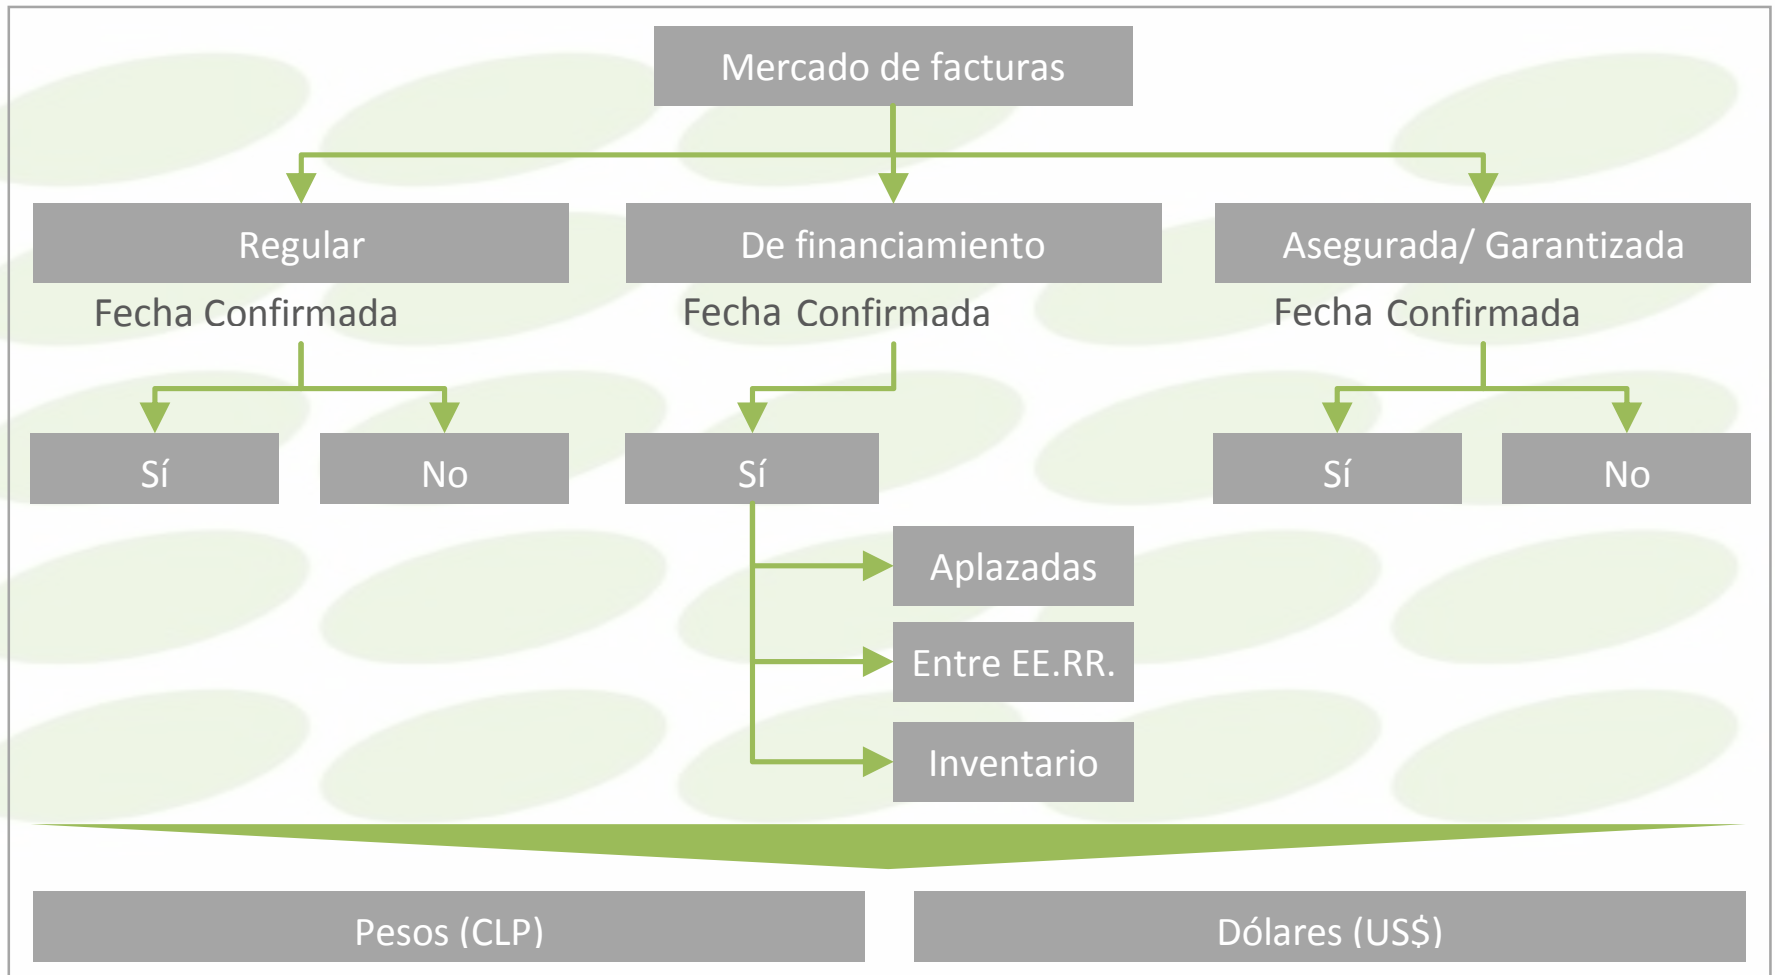 Mercado de facturas
Regular
De financiamiento
Asegurada/ Garantizada
Fecha Confirmada
Fecha Confirmada
Fecha Confirmada
Sí
No
Sí
Sí
No
Aplazadas
Entre EE.RR.
Inventario
Pesos (CLP)
Dólares (US$)